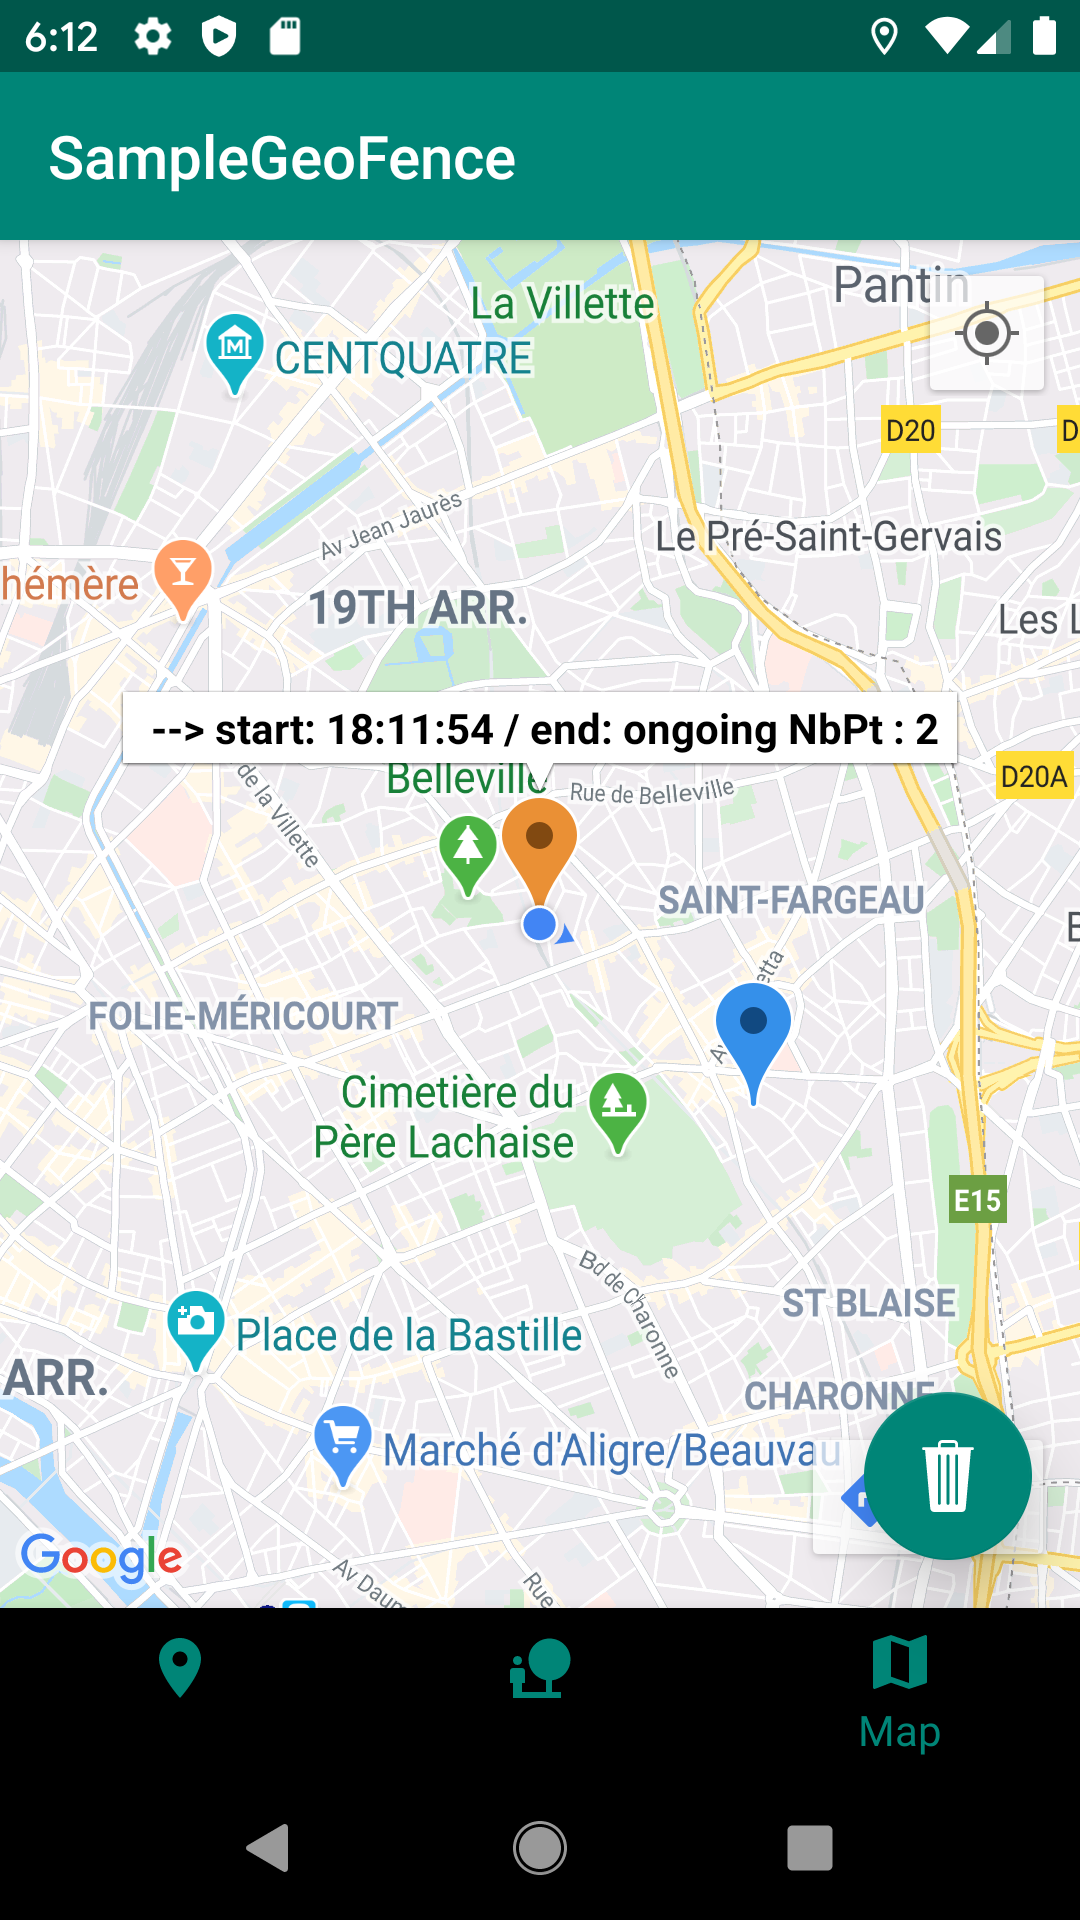 6:12
SampleGeoFence
La Villette
Pantin
CENTQUATRE
D20
D
Av Jean Jaurès
Le Pré-Saint-Gervais
hémère
19TH ARR.
Les L
--> start: 18:11:54 / end: ongoing NbPt : 2
Belleville
Rue de Belleville
D20A
de la Villette
SAINT-FARGEAU
E
etta
FOLIE-MÉRICOURT
A
Cimetière du
Père Lachaise
E15
Bd de Charonne
ST BLAISE
Place de la Bastille
ARR.
CHARONNE
Marché d'Aligre/Beauvau
Google
Av Daum
Rue
Map